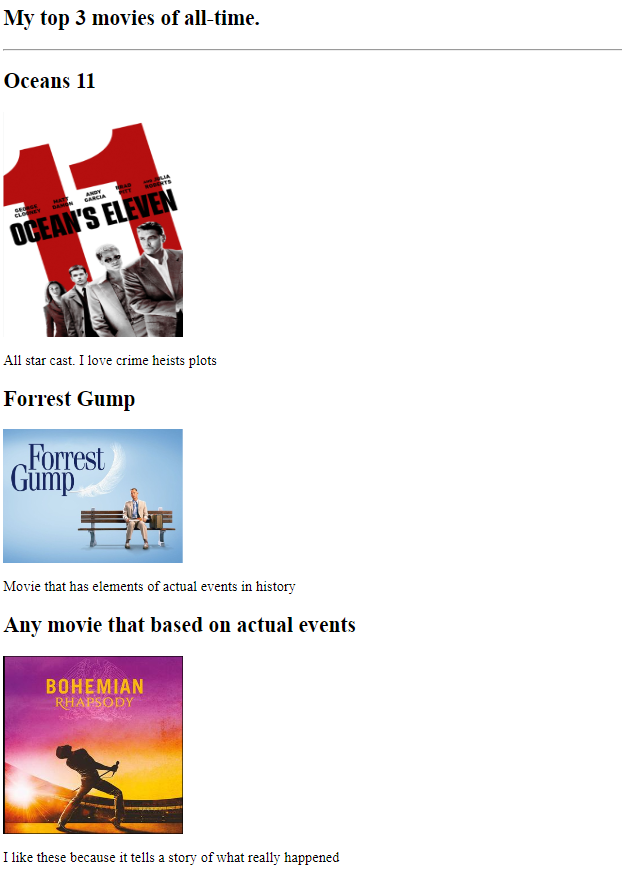 My top 3 movies of all-time.
Oceans 11
GEORGE CLOONEY MATT DAMON ANDY GARCIA BRAD PITT AND JULIA ROBERTS
OCEAN'S ELEVEN
11
All star cast. I love crime heists plots
Forrest Gump
Forrest
Gump
Movie that has elements of actual events in history
Any movie that based on actual events
BOHEMIAN
RHAPSODY
I like these because it tells a story of what really happened